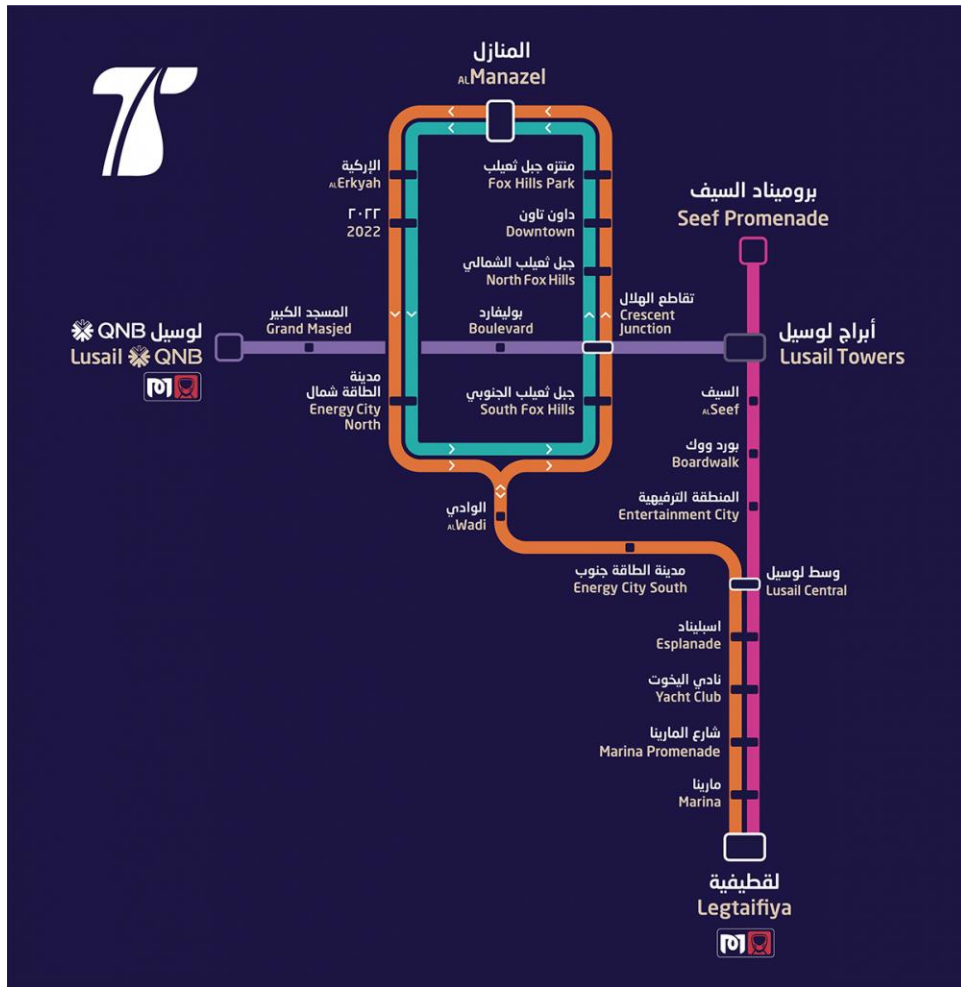 المنازل
ALManazel
الإركية
ALErkyah
٢٠٢٢
2022
منتزه جبل ثعيلب
Fox Hills Park
داون تاون
Downtown
جبل ثعيلب الشمالي
North Fox Hills
بروميناد السيف
Seef Promenade
لوسيل QNB
Lusail QNB
المسجد الكبير
Grand Masjed
بوليفارد
Boulevard
تقاطع الهلال
Crescent
Junction
أبراج لوسيل
Lusail Towers
مدينة
الطاقة شمال
Energy City
North
جبل ثعيلب الجنوبي
South Fox Hills
السيف
ALSeef
بورد ووك
Boardwalk
المنطقة الترفيهية
Entertainment City
الوادي
ALWadi
مدينة الطاقة جنوب
Energy City South
وسط لوسيل
Lusail Central
اسبليناد
Esplanade
نادي اليخوت
Yacht Club
شارع المارينا
Marina Promenade
مارينا
Marina
لقطيفية
Legtaifiya